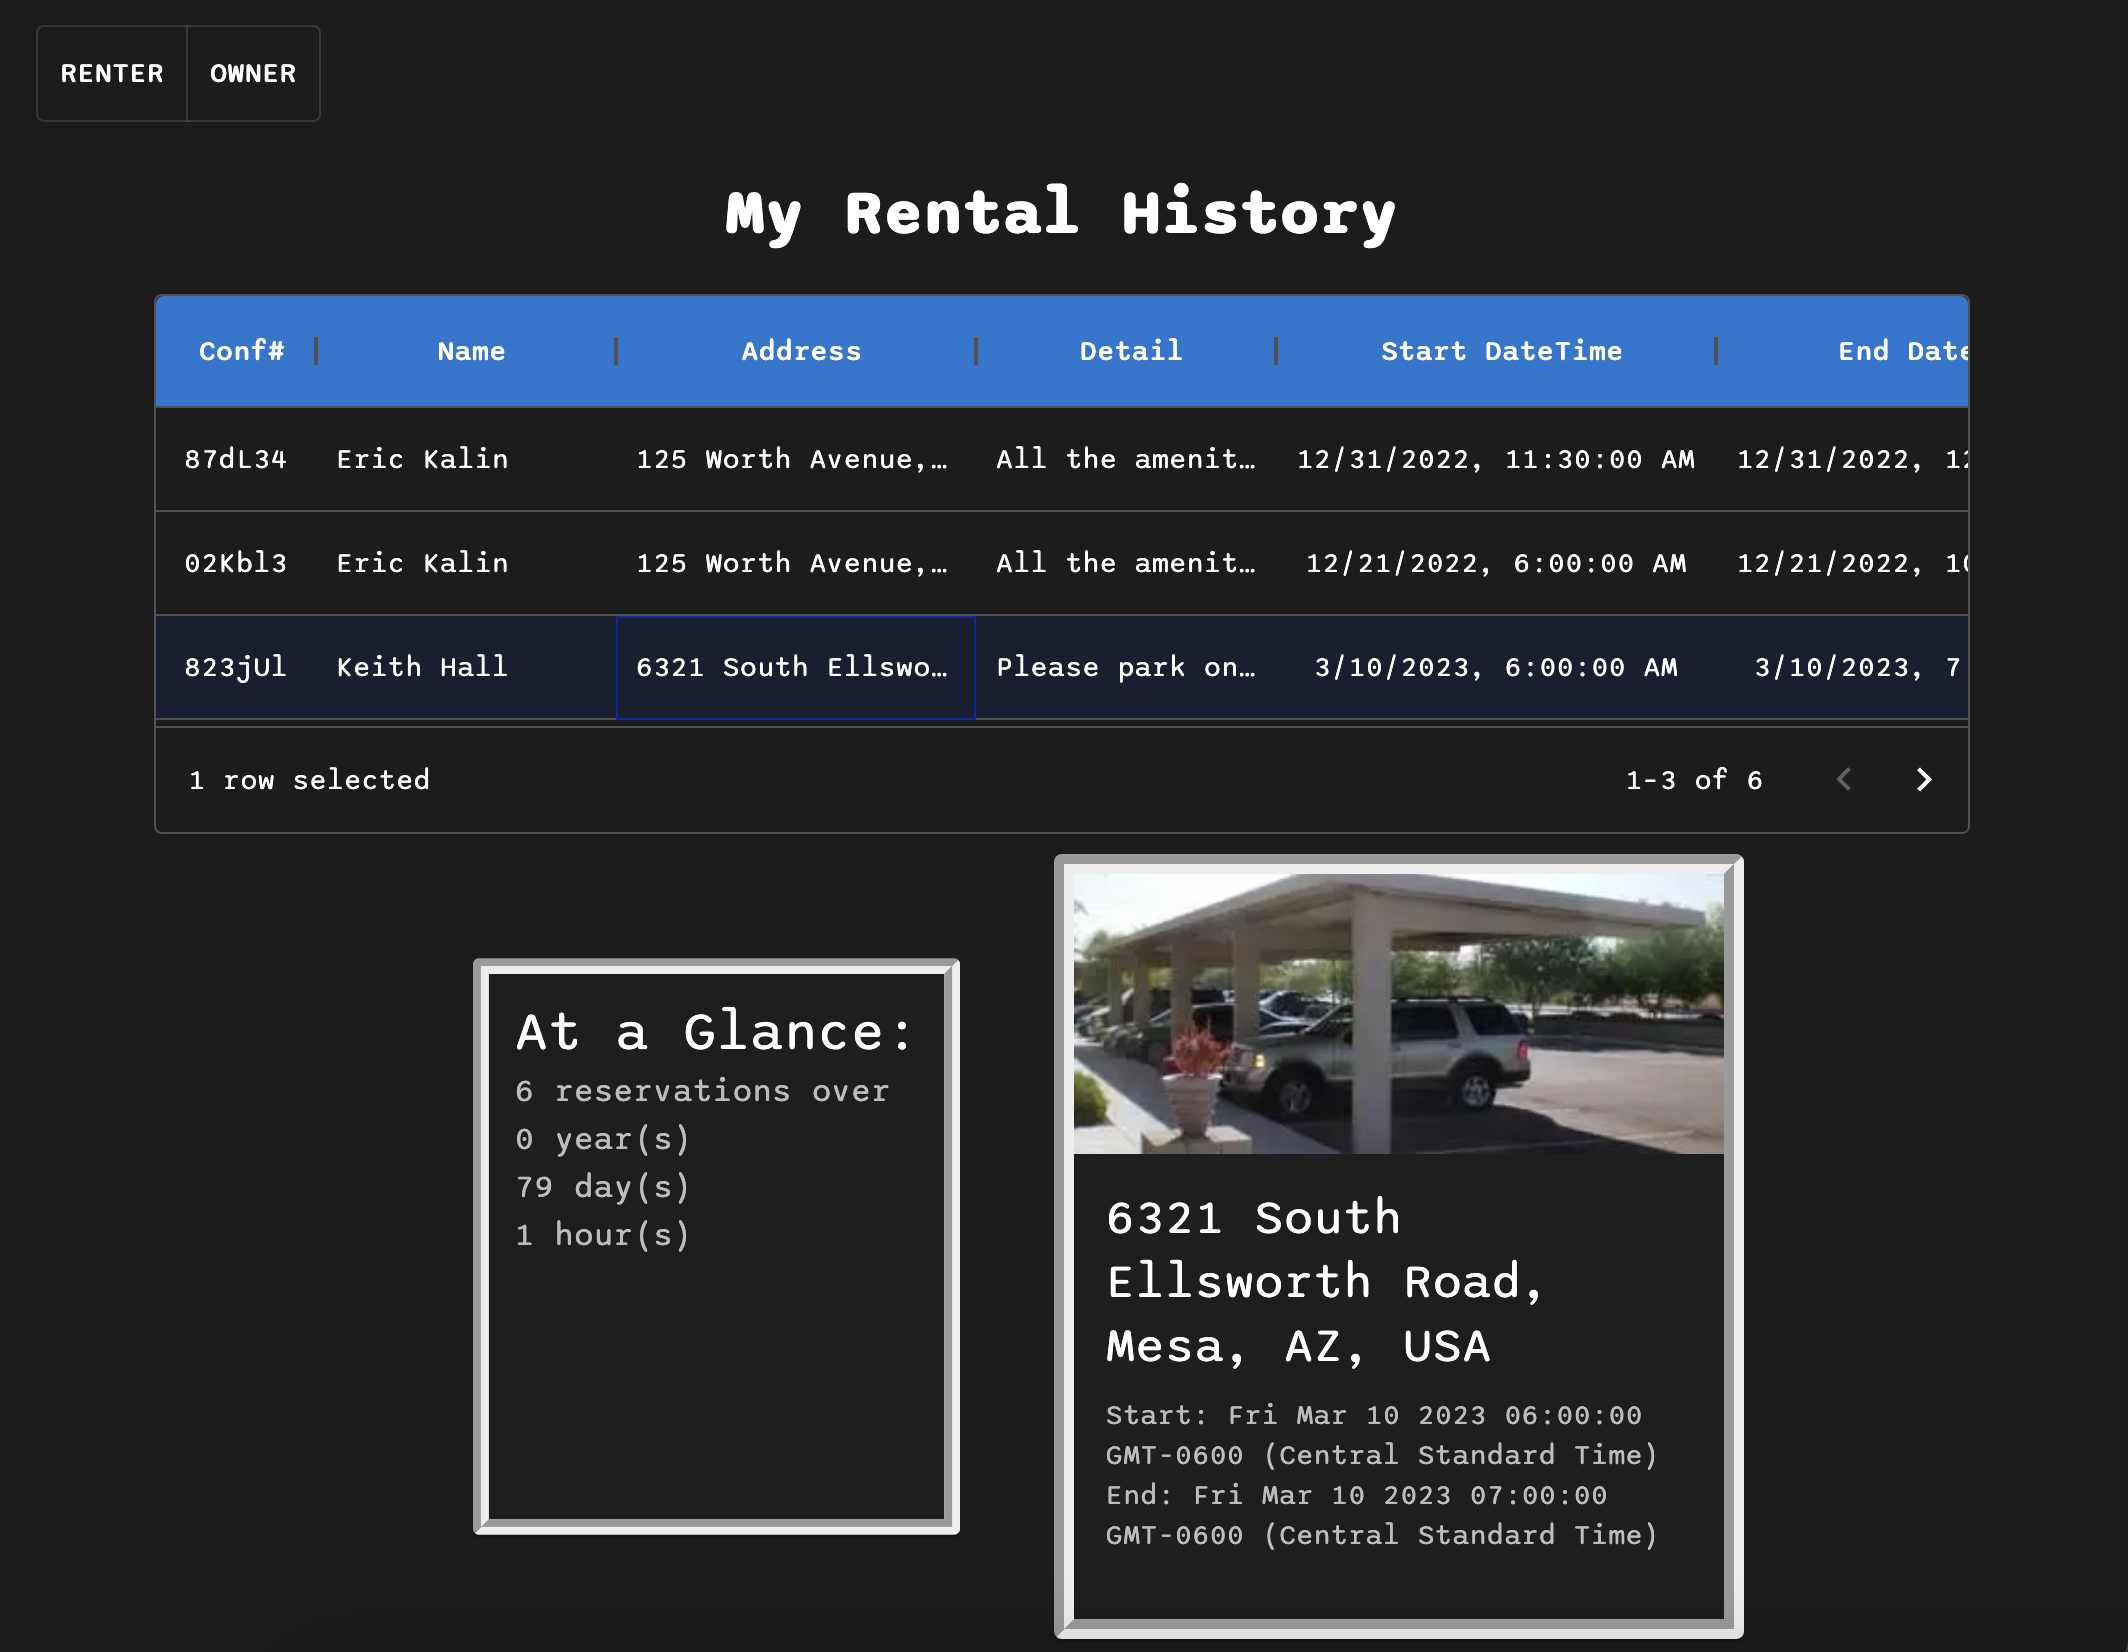 RENTER OWNER
My Rental History
Conf# Name Address Detail Start DateTime End Date
87dL34 Eric Kalin 125 Worth Avenue,… All the amenit… 12/31/2022, 11:30:00 AM 12/31/2022, 12
02Kbl3 Eric Kalin 125 Worth Avenue,… All the amenit… 12/21/2022, 6:00:00 AM 12/21/2022, 10
823jUl Keith Hall 6321 South Ellswo… Please park on… 3/10/2023, 6:00:00 AM 3/10/2023, 7
1 row selected 1-3 of 6
At a Glance:
6 reservations over
0 year(s)
79 day(s)
1 hour(s)
6321 South
Ellsworth Road,
Mesa, AZ, USA
Start: Fri Mar 10 2023 06:00:00
GMT-0600 (Central Standard Time)
End: Fri Mar 10 2023 07:00:00
GMT-0600 (Central Standard Time)